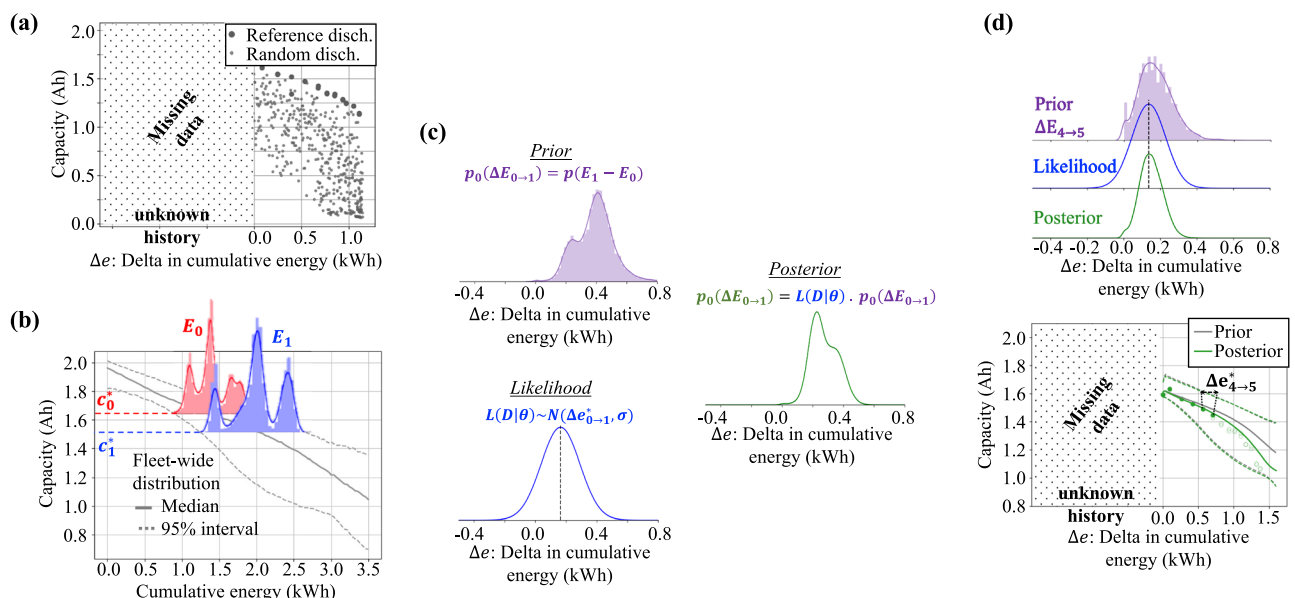 (a)
2.0
1.5
1.0
0.5
0.0
Capacity (Ah)
Reference disch.
Random disch.
Missing
data
unknown
history
0.0 0.5 1.0
Δe: Delta in cumulative energy (kWh)
(b)
E₀ E₁
2.0
1.8
1.6
1.4
1.2
1.0
0.8
Capacity (Ah)
c₀*
c₁*
Fleet-wide
distribution
Median
95% interval
0.0 0.5 1.0 1.5 2.0 2.5 3.0 3.5
Cumulative energy (kWh)
(c)
Prior
p₀(ΔE₀→₁) = p(E₁ − E₀)
-0.4 0.0 0.4 0.8
Δe: Delta in cumulative
energy (kWh)
Likelihood
L(D|θ)~N(Δe*₀→₁, σ)
-0.4 0.0 0.4 0.8
Δe: Delta in cumulative
energy (kWh)
Posterior
p₀(ΔE₀→₁) = L(D|θ) . p₀(ΔE₀→₁)
-0.4 0.0 0.4 0.8
Δe: Delta in cumulative
energy (kWh)
(d)
Prior
ΔE₄→₅
Likelihood
Posterior
-0.4 -0.2 0.0 0.2 0.4 0.6 0.8
Δe: Delta in cumulative
energy (kWh)
Prior
Posterior
2.0
1.8
1.6
1.4
1.2
1.0
0.8
Capacity (Ah)
Δe*₄→₅
Missing
data
unknown
history
0.0 0.5 1.0 1.5
Δe: Delta in cumulative
energy (kWh)